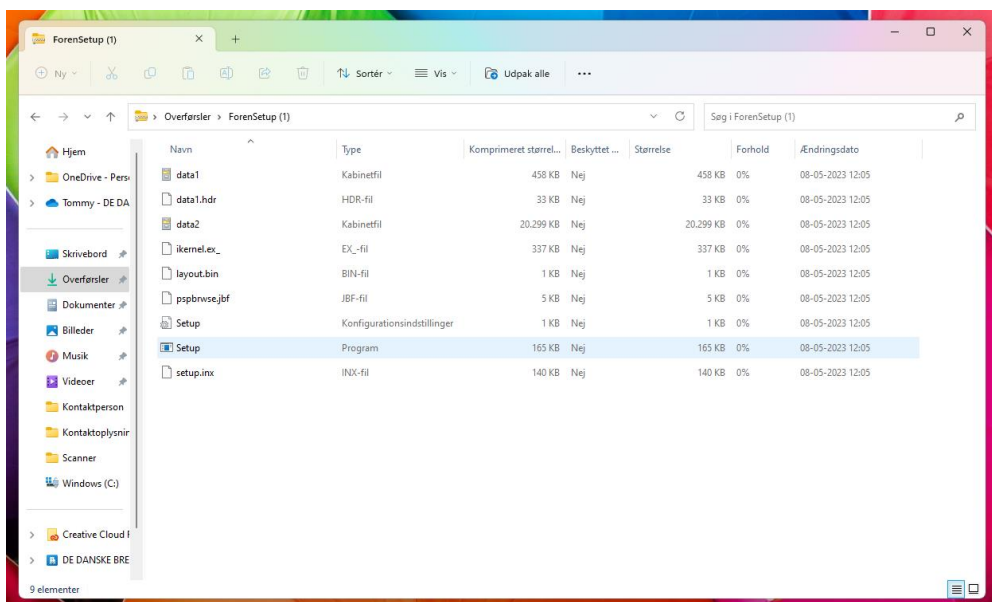 ForenSetup (1)
Ny
Sortér
Vis
Udpak alle
Overførsler > ForenSetup (1)
Søg i ForenSetup (1)
Navn Type Komprimeret størrel... Beskyttet ... Størrelse Forhold Ændringsdato
data1 Kabinetfil 458 KB Nej 458 KB 0% 08-05-2023 12:05
data1.hdr HDR-fil 33 KB Nej 33 KB 0% 08-05-2023 12:05
data2 Kabinetfil 20.299 KB Nej 20.299 KB 0% 08-05-2023 12:05
ikernel.ex_ EX_-fil 337 KB Nej 337 KB 0% 08-05-2023 12:05
layout.bin BIN-fil 1 KB Nej 1 KB 0% 08-05-2023 12:05
pspbrwse.jbf JBF-fil 5 KB Nej 5 KB 0% 08-05-2023 12:05
Setup Konfigurationsindstillinger 1 KB Nej 1 KB 0% 08-05-2023 12:05
Setup Program 165 KB Nej 165 KB 0% 08-05-2023 12:05
setup.inx INX-fil 140 KB Nej 140 KB 0% 08-05-2023 12:05
Hjem
OneDrive - Pers
Tommy - DE DA
Skrivebord
Overførsler
Dokumenter
Billeder
Musik
Videoer
Kontaktperson
Kontaktoplysnir
Scanner
Windows (C:)
Creative Cloud F
DE DANSKE BRE
9 elementer